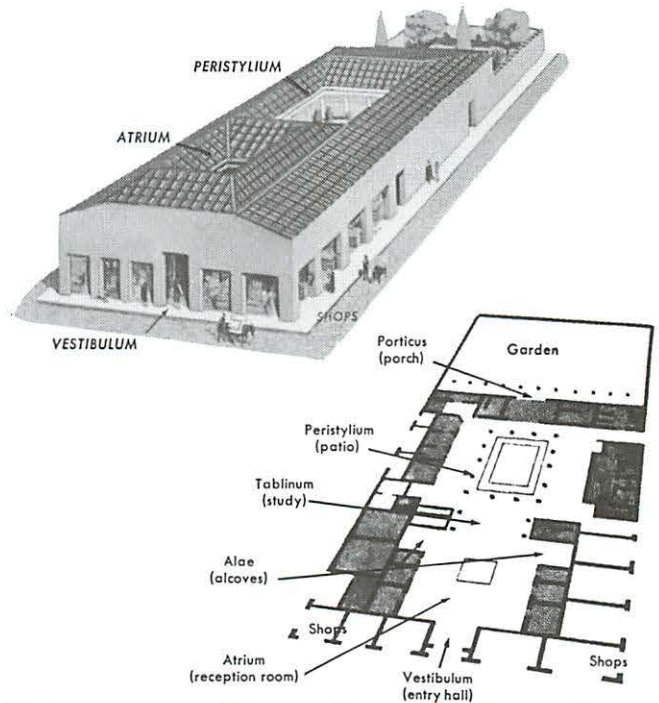 PERISTYLIUM
ATRIUM
SHOPS
VESTIBULUM
Porticus
(porch)
Garden
Peristylium
(patio)
Tablinum
(study)
Alae
(alcoves)
Shops
Atrium
(reception room)
Vestibulum
(entry hall)
Shops